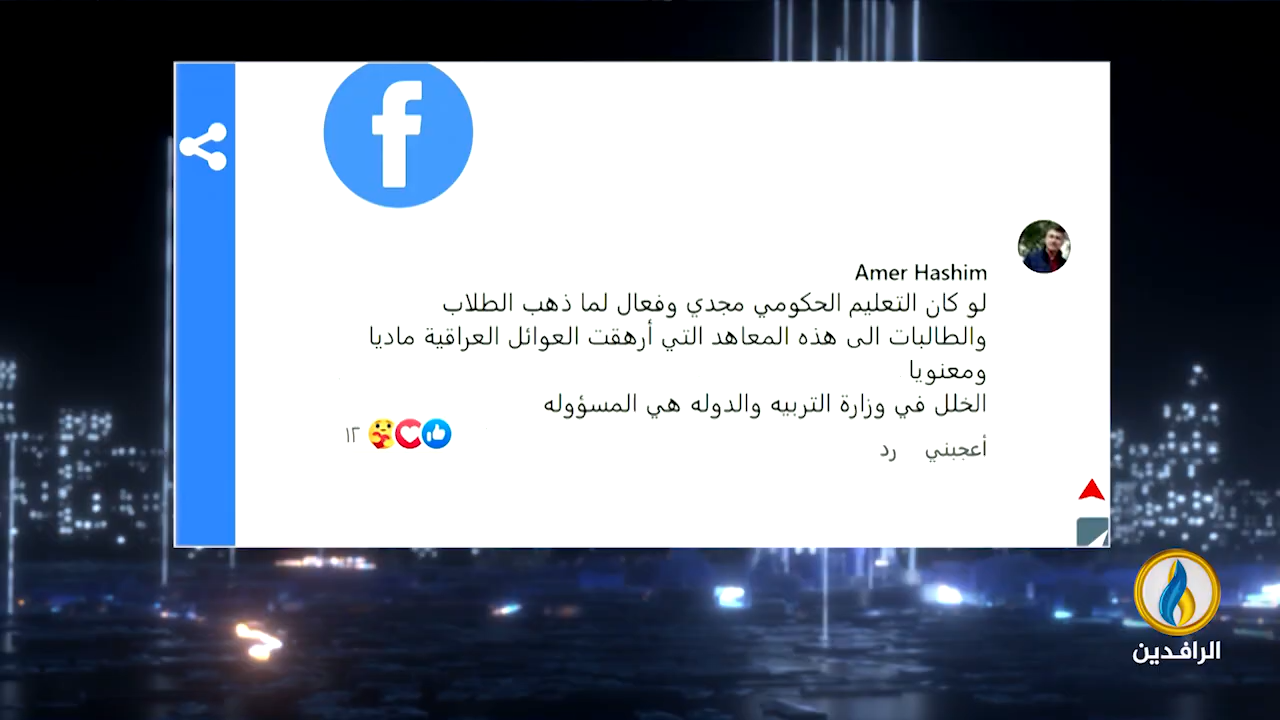 f
Amer Hashim
لو كان التعليم الحكومي مجدي وفعال لما ذهب الطلاب
والطالبات الى هذه المعاهد التي أرهقت العوائل العراقية ماديا
ومعنويا
الخلل في وزارة التربيه والدوله هي المسؤوله
١٢
أعجبني رد
الرافدين